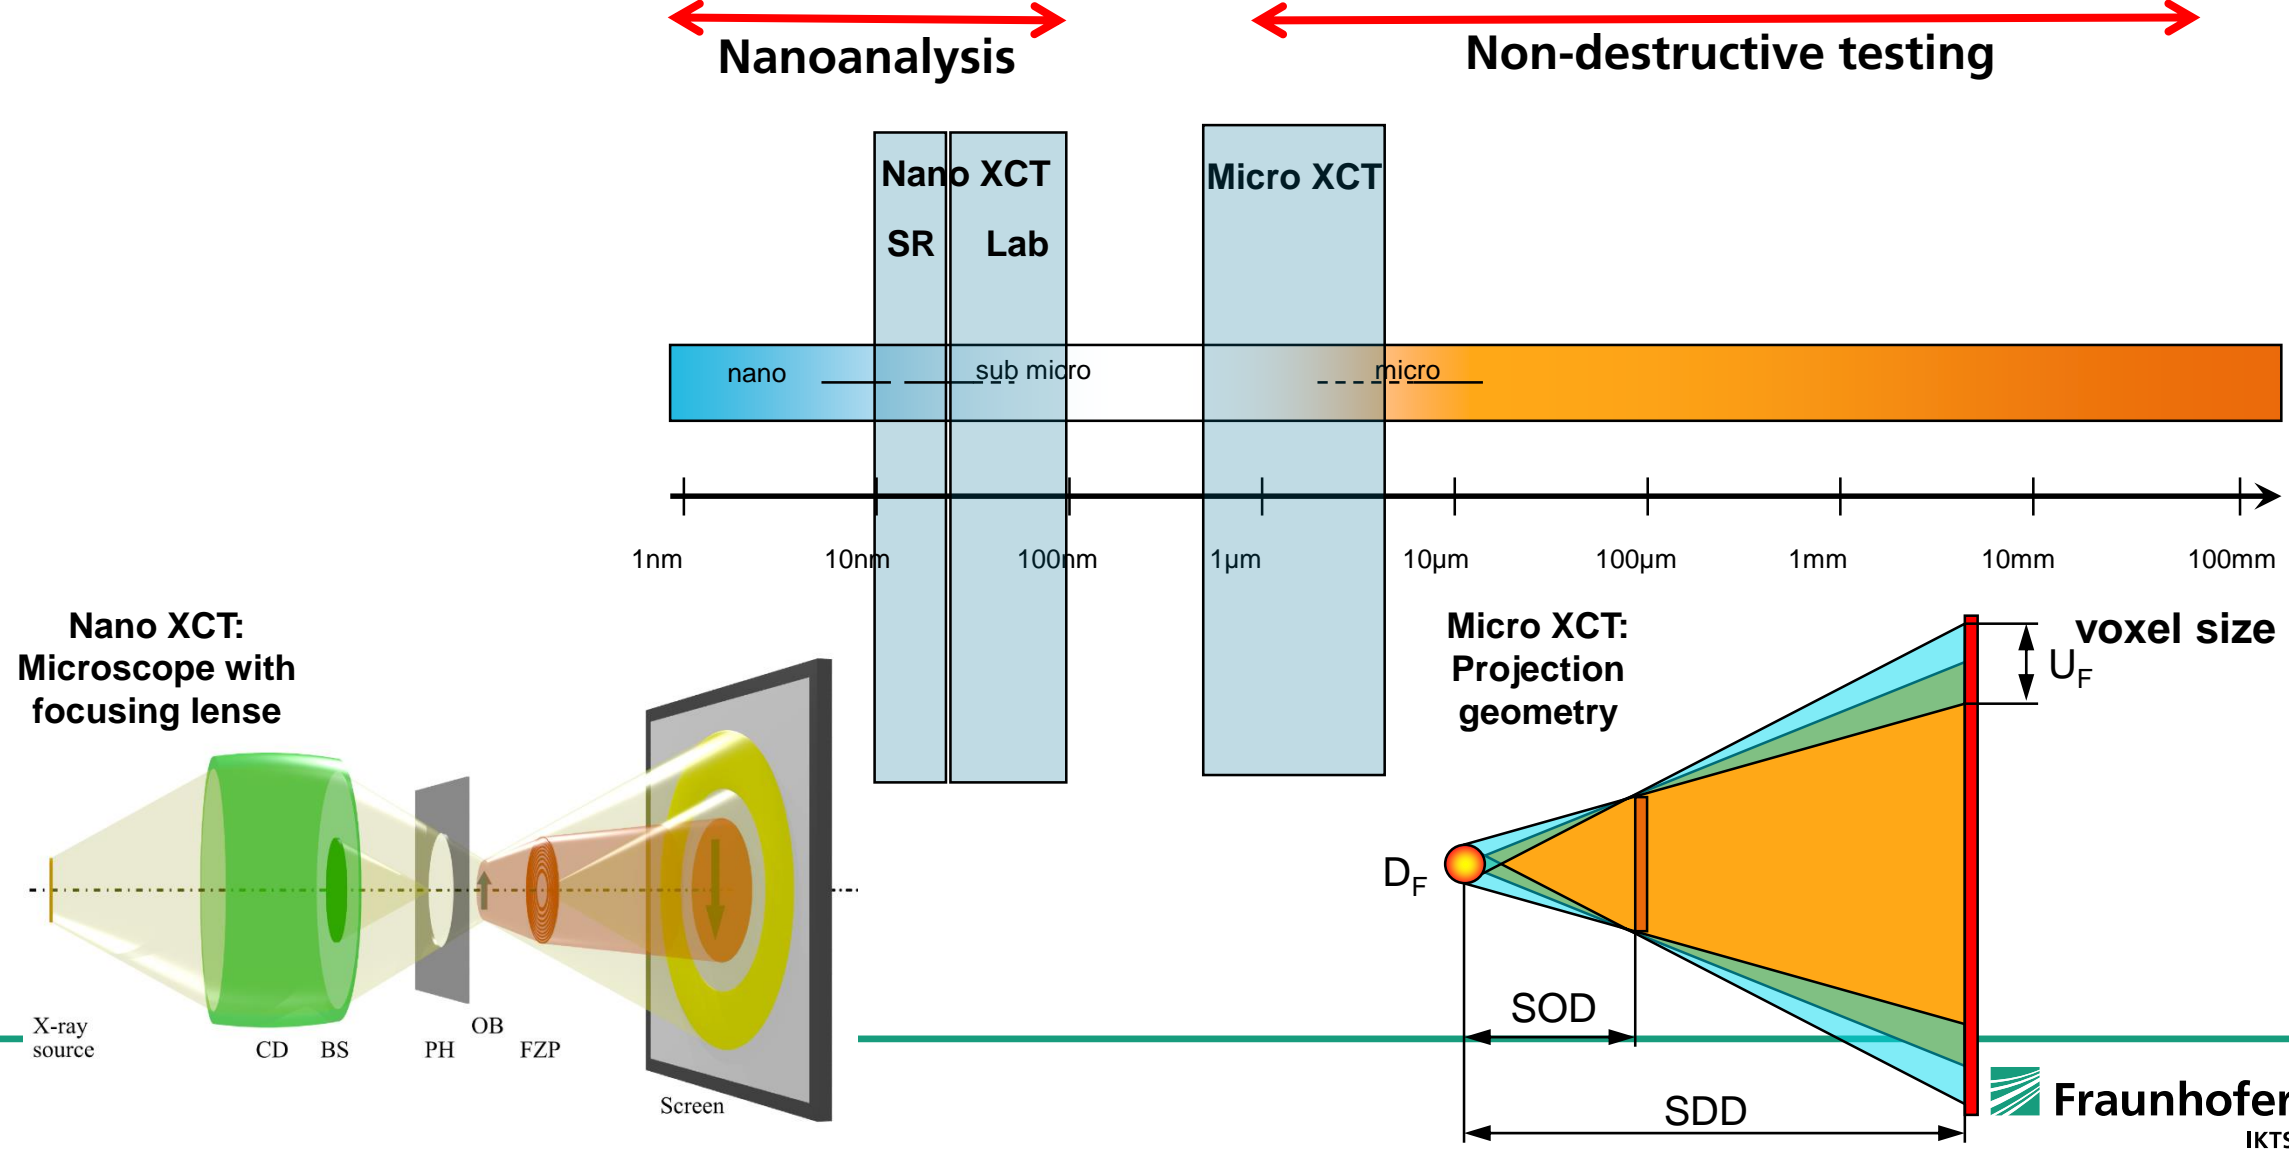 Nanoanalysis
Non-destructive testing
Nano XCT
SR Lab
Micro XCT
nano
sub micro
micro
1nm 10nm 100nm 1µm 10µm 100µm 1mm 10mm 100mm
voxel size
Nano XCT:
Microscope with
focusing lense
X-ray
source
CD
BS
PH
OB
FZP
Screen
Micro XCT:
Projection
geometry
UF
DF
SOD
SDD
Fraunhofer
IKTS